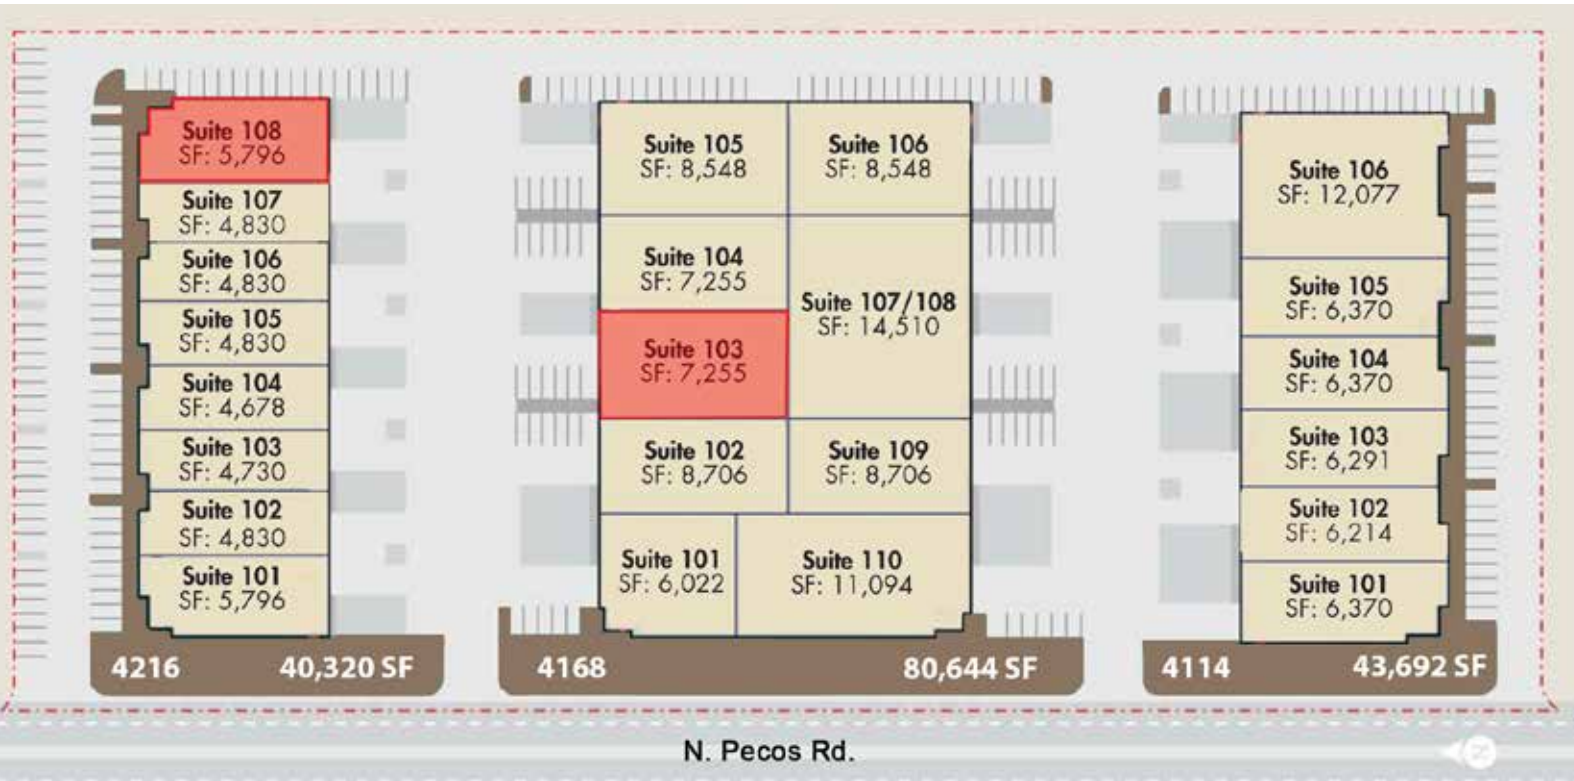 Suite 108
SF: 5,796
Suite 107
SF: 4,830
Suite 106
SF: 4,830
Suite 105
SF: 4,830
Suite 104
SF: 4,678
Suite 103
SF: 4,730
Suite 102
SF: 4,830
Suite 101
SF: 5,796
4216
40,320 SF
Suite 105
SF: 8,548
Suite 106
SF: 8,548
Suite 104
SF: 7,255
Suite 107/108
SF: 14,510
Suite 103
SF: 7,255
Suite 102
SF: 8,706
Suite 109
SF: 8,706
Suite 101
SF: 6,022
Suite 110
SF: 11,094
4168
80,644 SF
Suite 106
SF: 12,077
Suite 105
SF: 6,370
Suite 104
SF: 6,370
Suite 103
SF: 6,291
Suite 102
SF: 6,214
Suite 101
SF: 6,370
4114
43,692 SF
N. Pecos Rd.
N